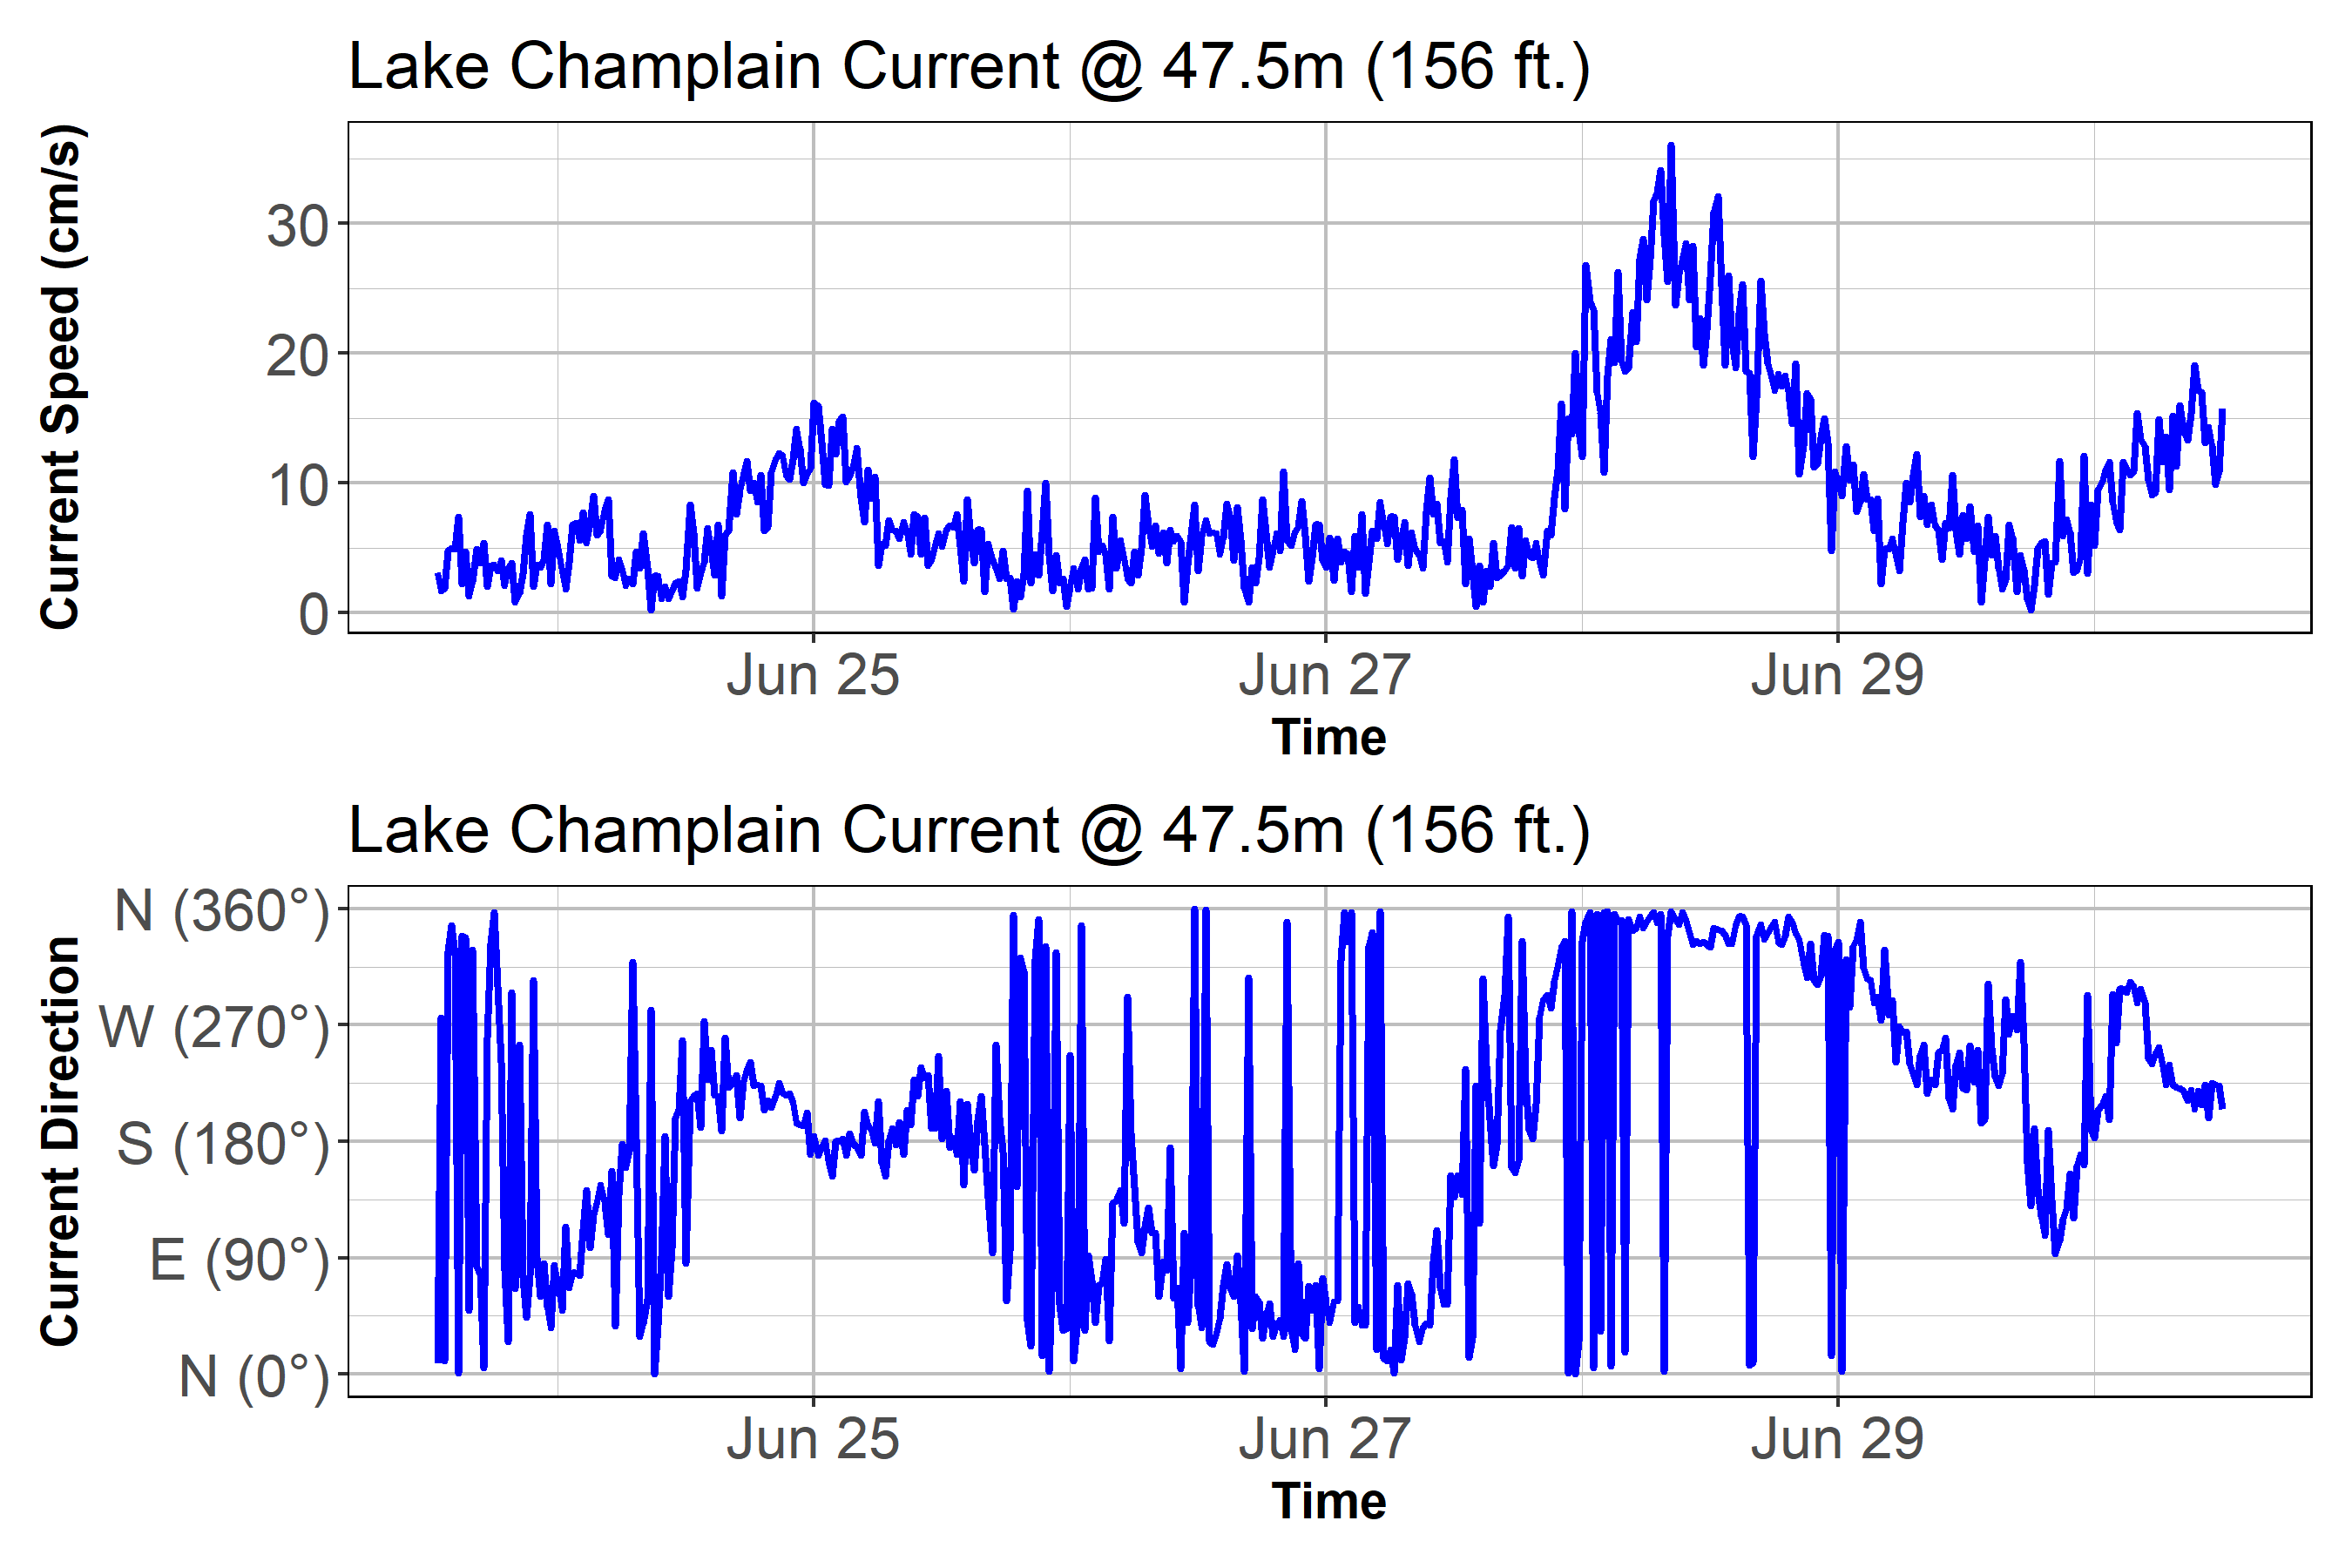 Lake Champlain Current @ 47.5m (156 ft.)
Current Speed (cm/s)
30
20
10
0
Jun 25 Jun 27 Jun 29
Time
Lake Champlain Current @ 47.5m (156 ft.)
Current Direction
N (360°)
W (270°)
S (180°)
E (90°)
N (0°)
Jun 25 Jun 27 Jun 29
Time